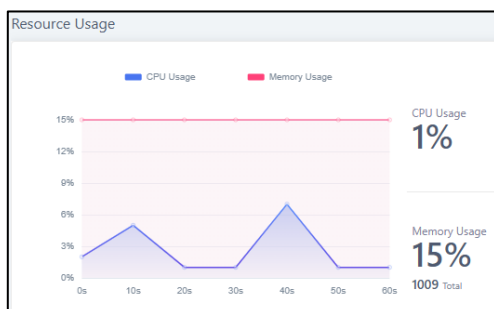 Resource Usage
CPU Usage Memory Usage
15%
12%
9%
6%
3%
0%
0s 10s 20s 30s 40s 50s 60s
CPU Usage
1%
Memory Usage
15%
1009 Total